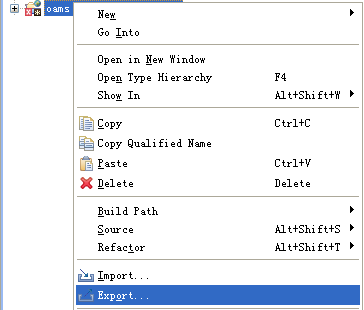 oams
New
Go Into
Open in New Window
Open Type Hierarchy F4
Show In Alt+Shift+W
Copy Ctrl+C
Copy Qualified Name
Paste Ctrl+V
Delete Delete
Build Path
Source Alt+Shift+S
Refactor Alt+Shift+T
Import...
Export...